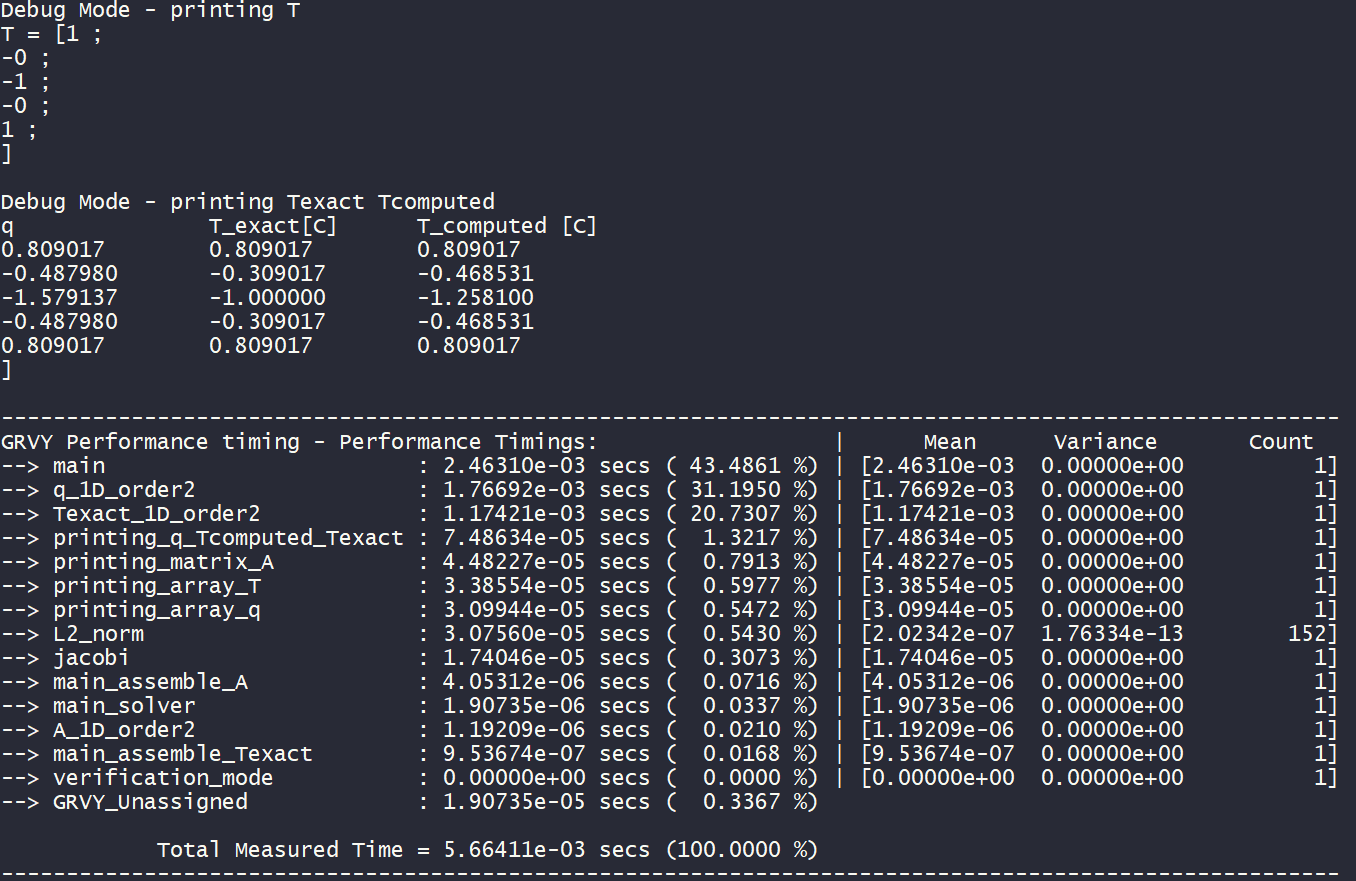 Debug Mode - printing T
T = [1 ;
-0 ;
-1 ;
-0 ;
1 ;
]
Debug Mode - printing Texact Tcomputed
q                T_exact[C]      T_computed [C]
0.809017        0.809017        0.809017
-0.487980       -0.309017       -0.468531
-1.579137       -1.000000       -1.258100
-0.487980       -0.309017       -0.468531
0.809017        0.809017        0.809017
]
-------------------------------------------------------------------------------------------------------
GRVY Performance timing - Performance Timings:                   |      Mean      Variance       Count
--> main                        : 2.46310e-03 secs ( 43.4861 %) | [2.46310e-03  0.00000e+00          1]
--> q_1D_order2                 : 1.76692e-03 secs ( 31.1950 %) | [1.76692e-03  0.00000e+00          1]
--> Texact_1D_order2            : 1.17421e-03 secs ( 20.7307 %) | [1.17421e-03  0.00000e+00          1]
--> printing_q_Tcomputed_Texact : 7.48634e-05 secs (  1.3217 %) | [7.48634e-05  0.00000e+00          1]
--> printing_matrix_A           : 4.48227e-05 secs (  0.7913 %) | [4.48227e-05  0.00000e+00          1]
--> printing_array_T            : 3.38554e-05 secs (  0.5977 %) | [3.38554e-05  0.00000e+00          1]
--> printing_array_q            : 3.09944e-05 secs (  0.5472 %) | [3.09944e-05  0.00000e+00          1]
--> L2_norm                     : 3.07560e-05 secs (  0.5430 %) | [2.02342e-07  1.76334e-13        152]
--> jacobi                      : 1.74046e-05 secs (  0.3073 %) | [1.74046e-05  0.00000e+00          1]
--> main_assemble_A             : 4.05312e-06 secs (  0.0716 %) | [4.05312e-06  0.00000e+00          1]
--> main_solver                 : 1.90735e-06 secs (  0.0337 %) | [1.90735e-06  0.00000e+00          1]
--> A_1D_order2                 : 1.19209e-06 secs (  0.0210 %) | [1.19209e-06  0.00000e+00          1]
--> main_assemble_Texact        : 9.53674e-07 secs (  0.0168 %) | [9.53674e-07  0.00000e+00          1]
--> verification_mode           : 0.00000e+00 secs (  0.0000 %) | [0.00000e+00  0.00000e+00          1]
--> GRVY_Unassigned             : 1.90735e-05 secs (  0.3367 %)
Total Measured Time = 5.66411e-03 secs (100.0000 %)
-------------------------------------------------------------------------------------------------------